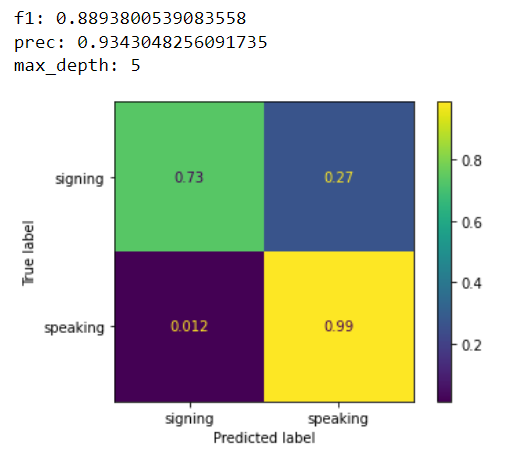 f1: 0.8893800539083558
prec: 0.9343048256091735
max_depth: 5
signing
0.73
0.27
True label
speaking
0.012
0.99
signing
speaking
Predicted label
0.8
0.6
0.4
0.2